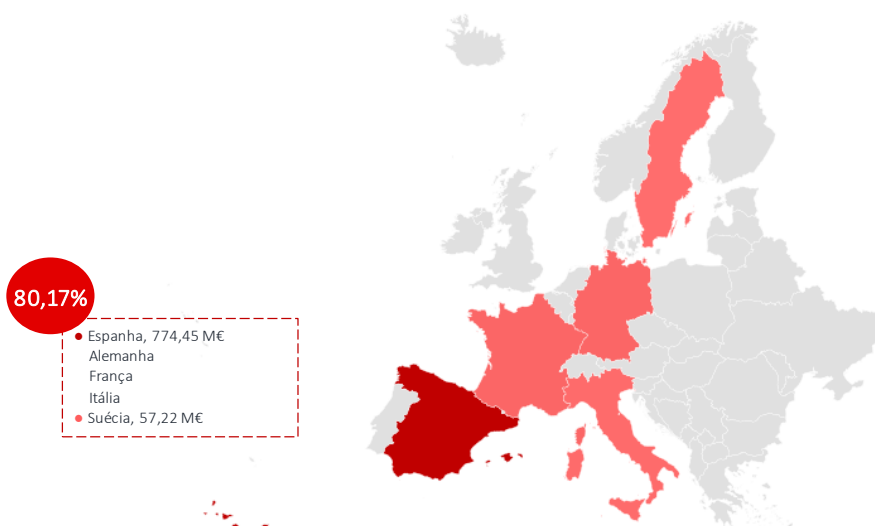 80,17%
Espanha, 774,45 M€
Alemanha
França
Itália
Suécia, 57,22 M€